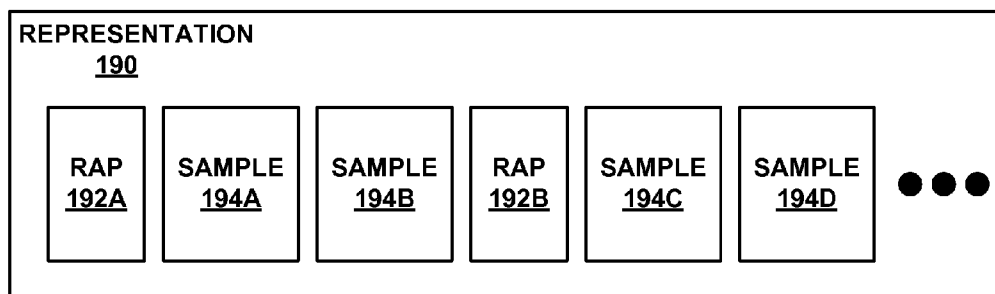 REPRESENTATION
190
RAP
192A
SAMPLE
194A
SAMPLE
194B
RAP
192B
SAMPLE
194C
SAMPLE
194D